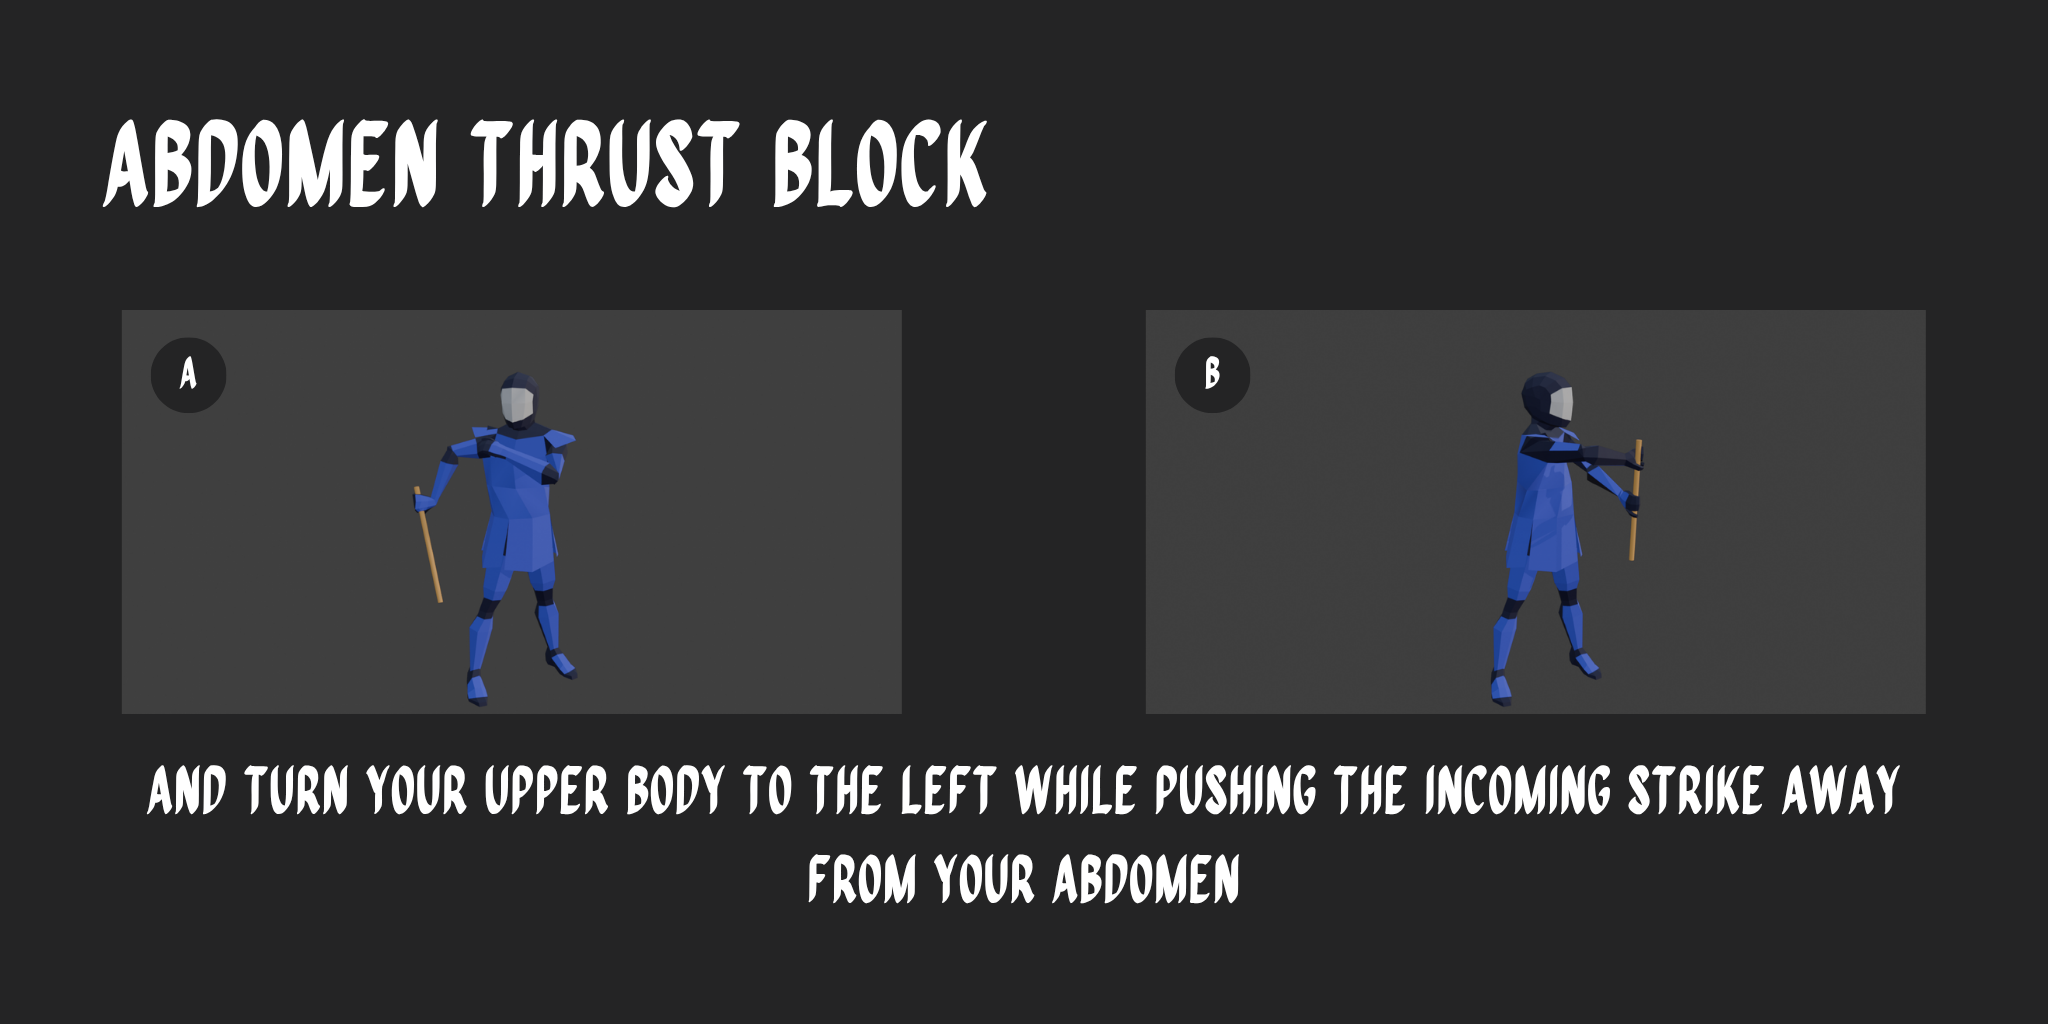 ABDOMEN THRUST BLOCK
A
B
AND TURN YOUR UPPER BODY TO THE LEFT WHILE PUSHING THE INCOMING STRIKE AWAY
FROM YOUR ABDOMEN